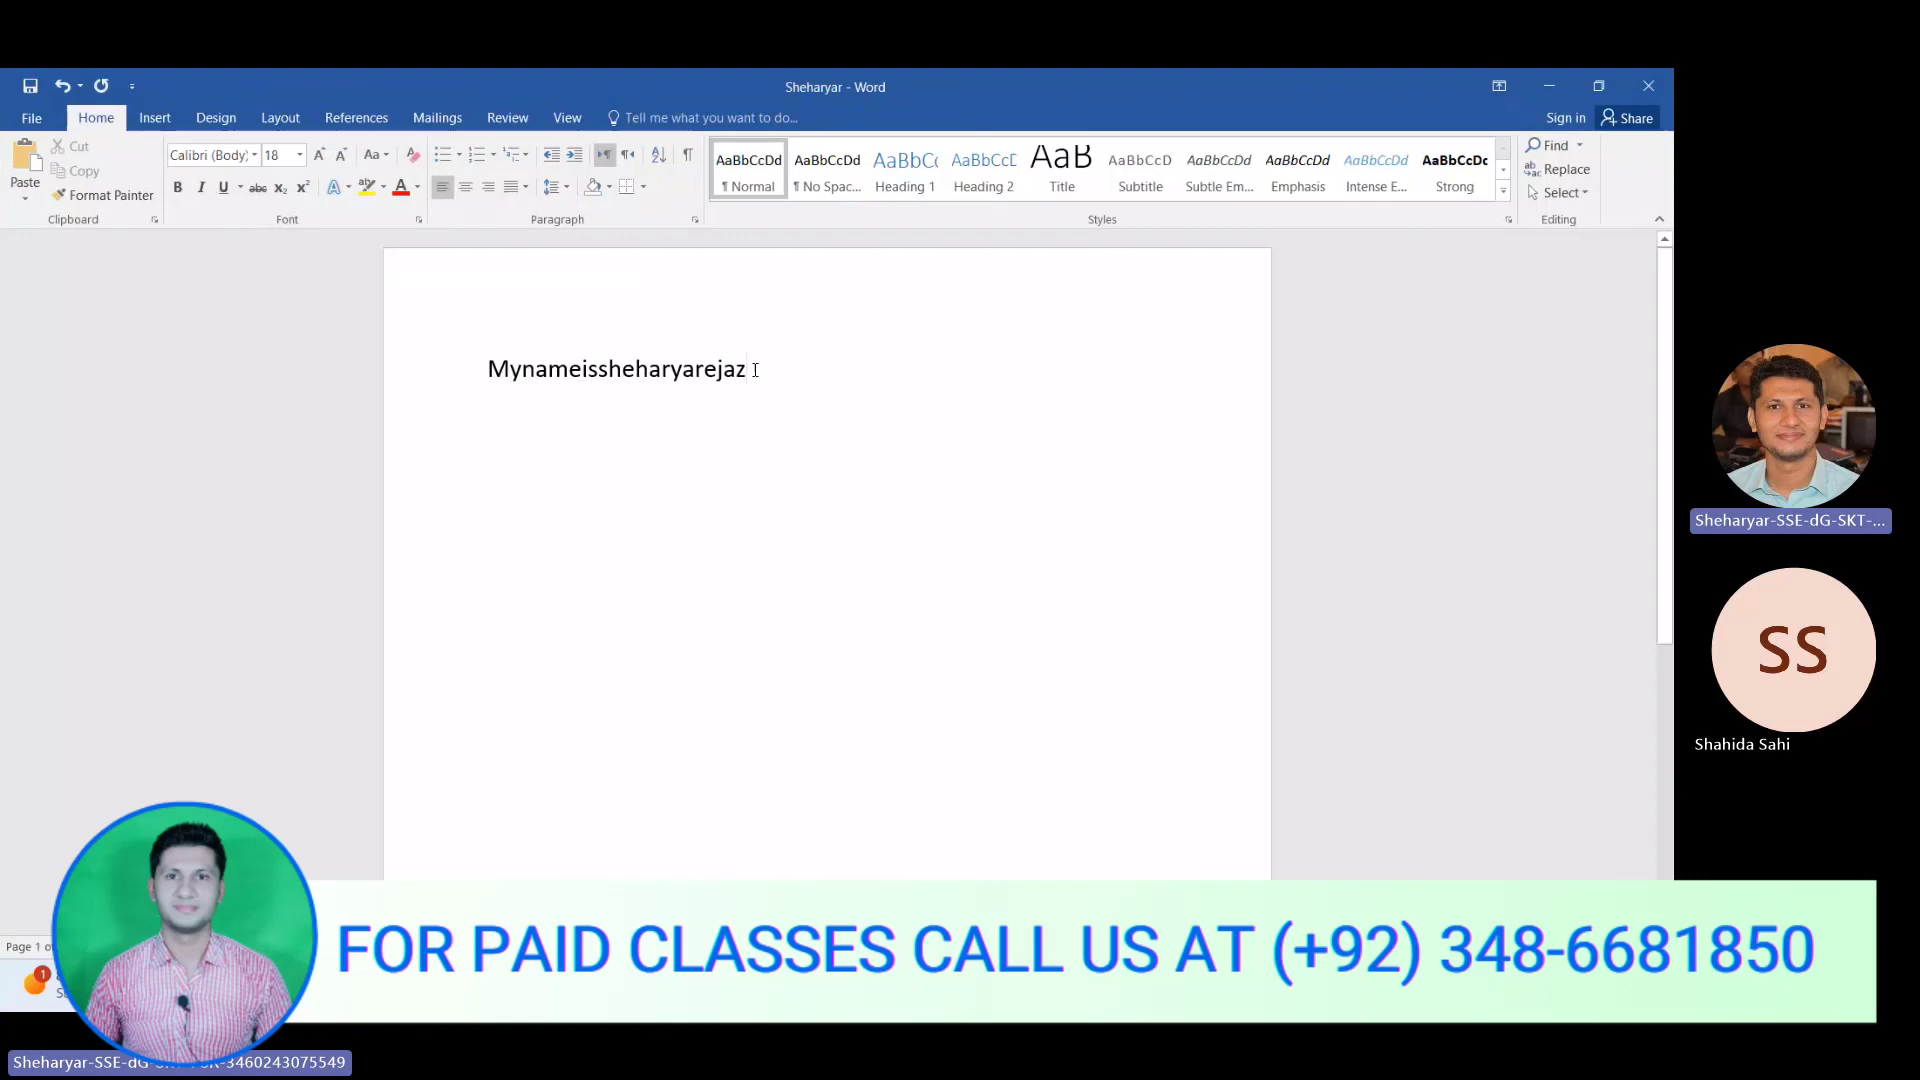 Sheharyar - Word
File Home Insert Design Layout References Mailings Review View Tell me what you want to do... Sign in Share
Cut
Copy
Format Painter
Paste
Clipboard
Calibri (Body) 18
Font
Paragraph
AaBbCcDd AaBbCcDd AaBbC AaBbCcD AaB AaBbCcD AaBbCcDd AaBbCcDd AaBbCcDd AaBbCcDc
¶ Normal ¶ No Spac... Heading 1 Heading 2 Title Subtitle Subtle Em... Emphasis Intense E... Strong
Styles
Find
Replace
Select
Editing
Mynameissheharyarejaz
Sheharyar-SSE-dG-SKT-...
SS
Shahida Sahi
Page 1
1
FOR PAID CLASSES CALL US AT (+92) 348-6681850